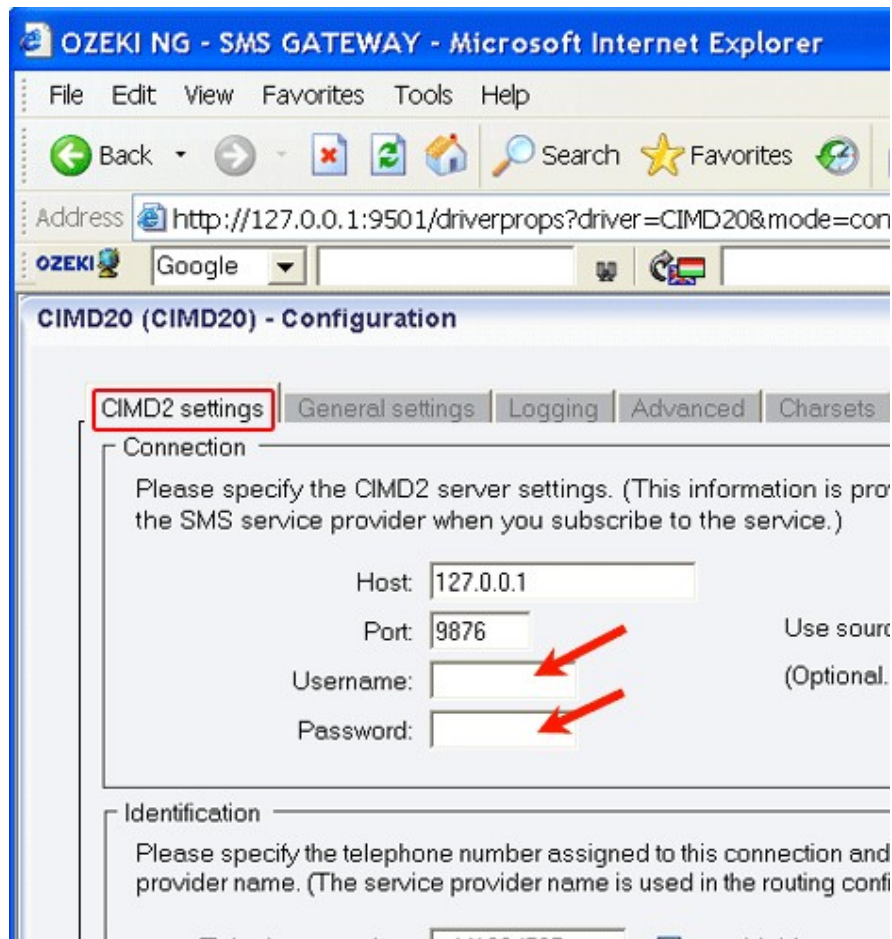 OZEKI NG - SMS GATEWAY - Microsoft Internet Explorer
File Edit View Favorites Tools Help
Back Search Favorites
Address http://127.0.0.1:9501/driverprops?driver=CIMD20&mode=con
OZEKI Google
CIMD20 (CIMD20) - Configuration
CIMD2 settings General settings Logging Advanced Charsets
Connection
Please specify the CIMD2 server settings. (This information is prov
the SMS service provider when you subscribe to the service.)
Host: 127.0.0.1
Port: 9876 Use sourc
Username: (Optional.
Password:
Identification
Please specify the telephone number assigned to this connection and
provider name. (The service provider name is used in the routing confi